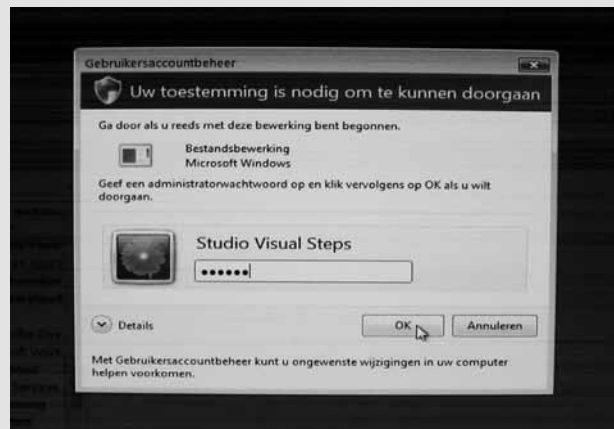 Gebruikersaccountbeheer
Uw toestemming is nodig om te kunnen doorgaan
Ga door als u reeds met deze bewerking bent begonnen.
Bestandsbewerking
Microsoft Windows
Geef een administratorwachtwoord op en klik vervolgens op OK als u wilt
doorgaan.
Studio Visual Steps
••••••
Details
OK
Annuleren
Met Gebruikersaccountbeheer kunt u ongewenste wijzigingen in uw computer
helpen voorkomen.